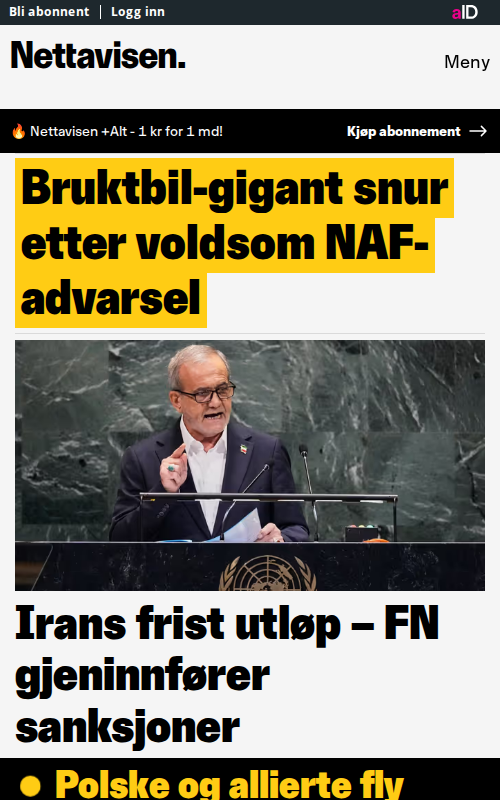 Bli abonnent
Logg inn
aID
Nettavisen.
Meny
Nettavisen +Alt - 1 kr for 1 md!
Kjøp abonnement
Bruktbil-gigant snur
etter voldsom NAF-
advarsel
Irans frist utløp – FN
gjeninnfører
sanksjoner
Polske og allierte fly